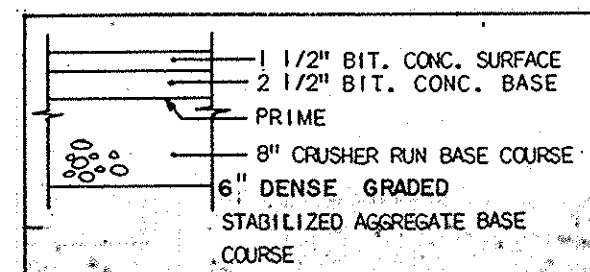 1 1/2" BIT. CONC. SURFACE
2 1/2" BIT. CONC. BASE
PRIME
8" CRUSHER RUN BASE COURSE
6" DENSE GRADED
STABILIZED AGGREGATE BASE
COURSE